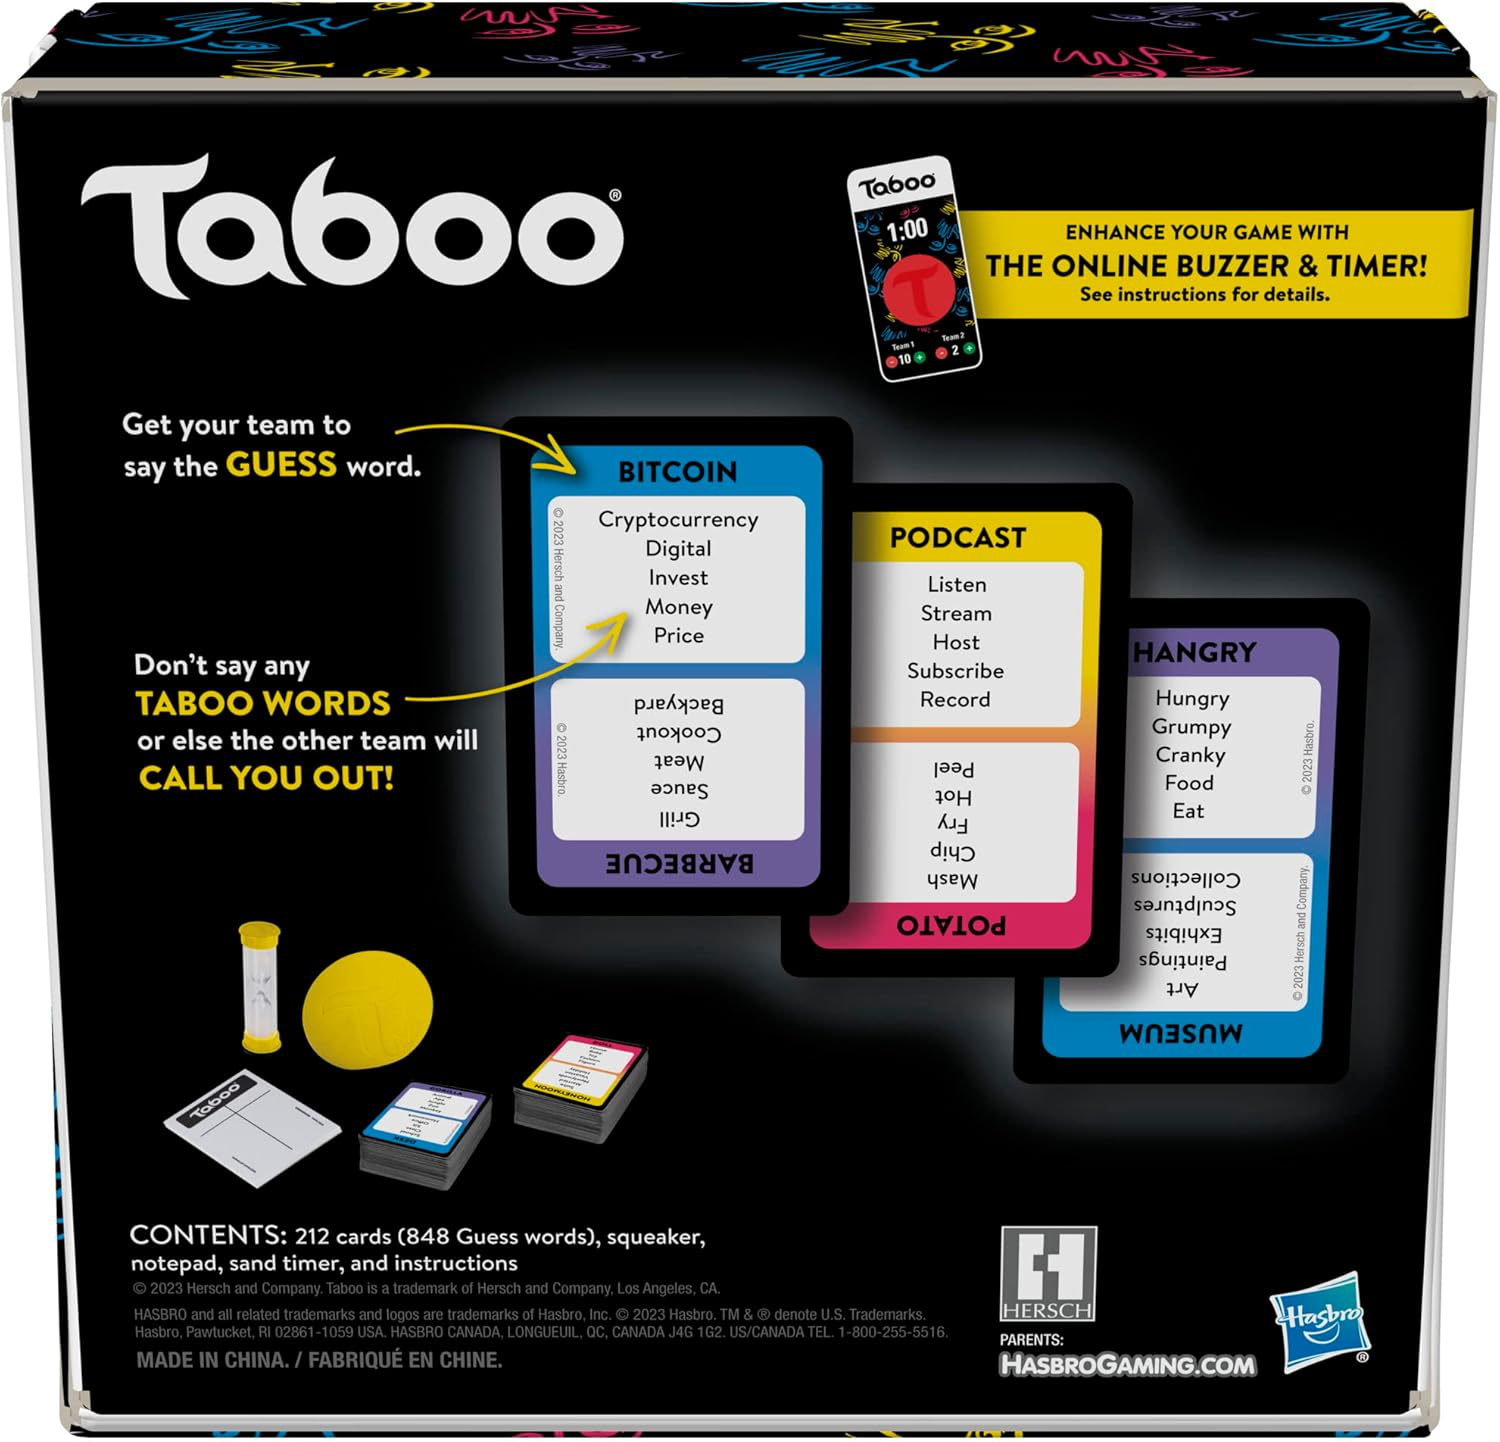 Taboo®
Taboo
1:00
T
Team 1
Team 2
- 10 +
- 2 +
ENHANCE YOUR GAME WITH
THE ONLINE BUZZER & TIMER!
See instructions for details.
Get your team to
say the GUESS word.
Don't say any
TABOO WORDS
or else the other team will
CALL YOU OUT!
BITCOIN
Cryptocurrency
Digital
Invest
Money
Price
© 2023 Hersch and Company.
BARBECUE
Grill
Sauce
Meat
Cookout
Backyard
© 2023 Hasbro.
PODCAST
Listen
Stream
Host
Subscribe
Record
POTATO
Mash
Chip
Fry
Hot
Peel
HANGRY
Hungry
Grumpy
Cranky
Food
Eat
© 2023 Hasbro.
MUSEUM
Art
Paintings
Exhibits
Sculptures
Collections
© 2023 Hersch and Company.
Taboo
DESK
HONEYMOON
CONTENTS: 212 cards (848 Guess words), squeaker,
notepad, sand timer, and instructions
© 2023 Hersch and Company. Taboo is a trademark of Hersch and Company, Los Angeles, CA.
HASBRO and all related trademarks and logos are trademarks of Hasbro, Inc. © 2023 Hasbro. TM & ® denote U.S. Trademarks.
Hasbro, Pawtucket, RI 02861-1059 USA. HASBRO CANADA, LONGUEUIL, QC, CANADA J4G 1G2. US/CANADA TEL. 1-800-255-5516.
MADE IN CHINA. / FABRIQUÉ EN CHINE.
H
HERSCH
PARENTS:
HASBROGAMING.COM
Hasbro
®